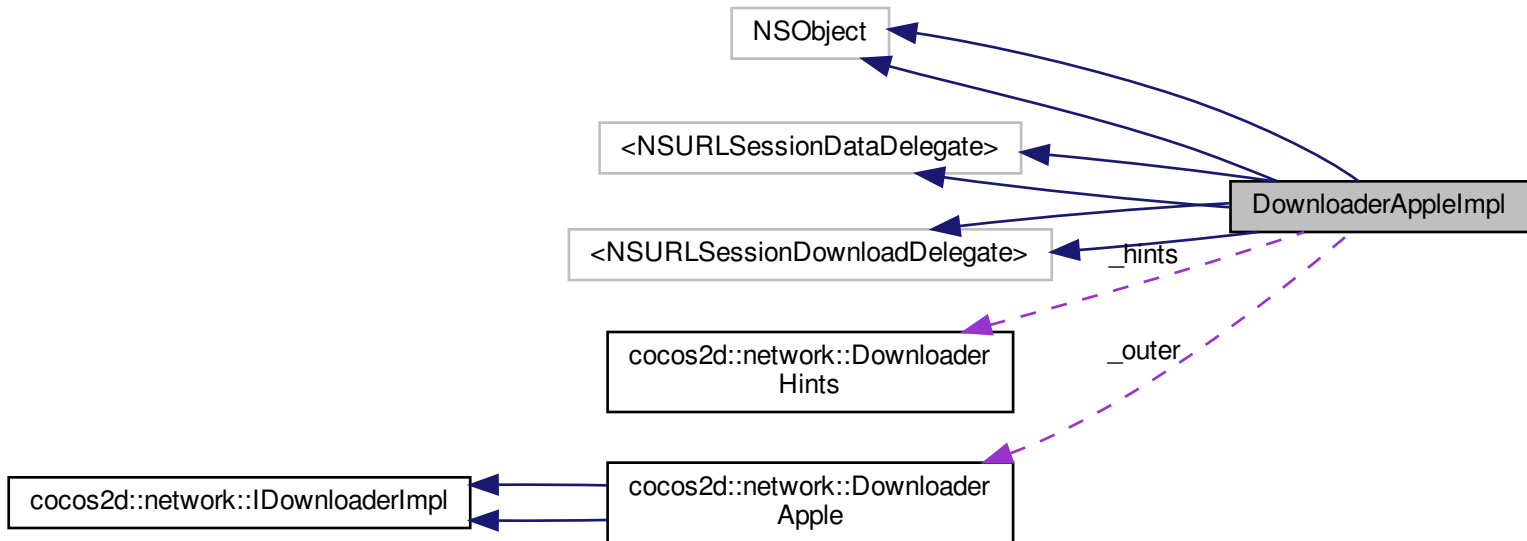 NSObject
<NSURLSessionDataDelegate>
DownloaderAppleImpl
<NSURLSessionDownloadDelegate>
_hints
cocos2d::network::Downloader
Hints
_outer
cocos2d::network::IDownloaderImpl
cocos2d::network::Downloader
Apple